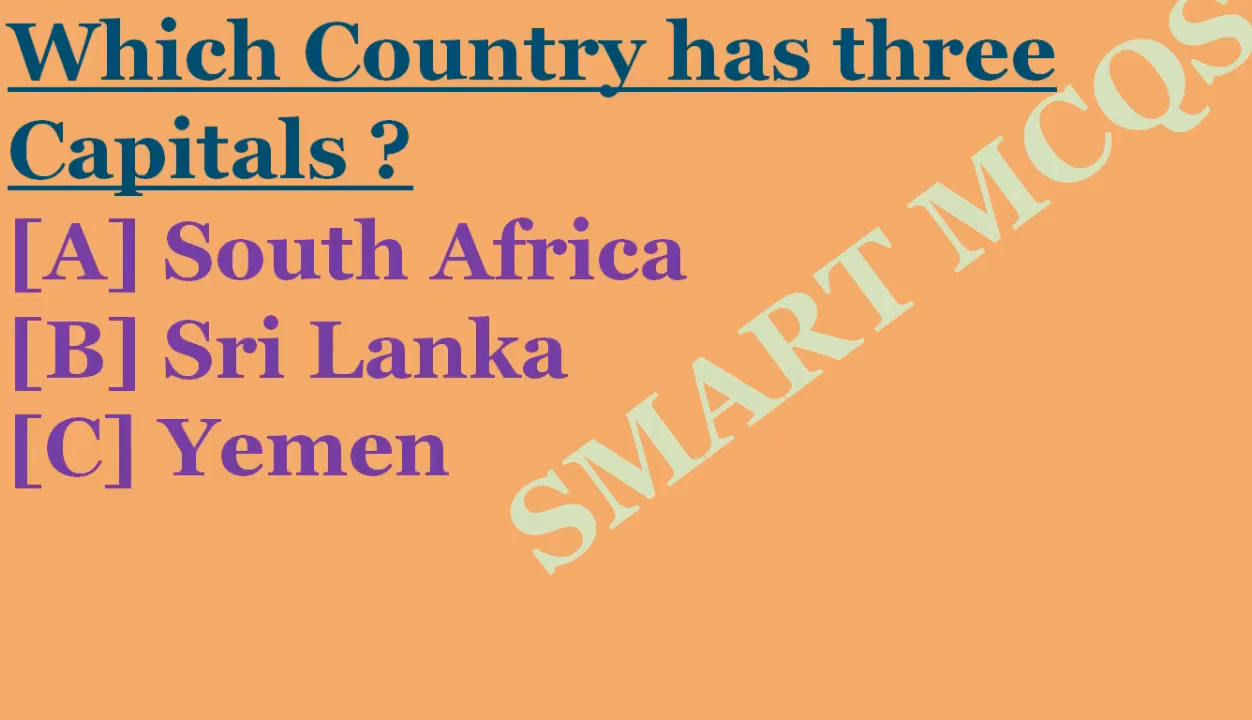 Which Country has three
Capitals ?
[A] South Africa
[B] Sri Lanka
[C] Yemen
SMART MCQS